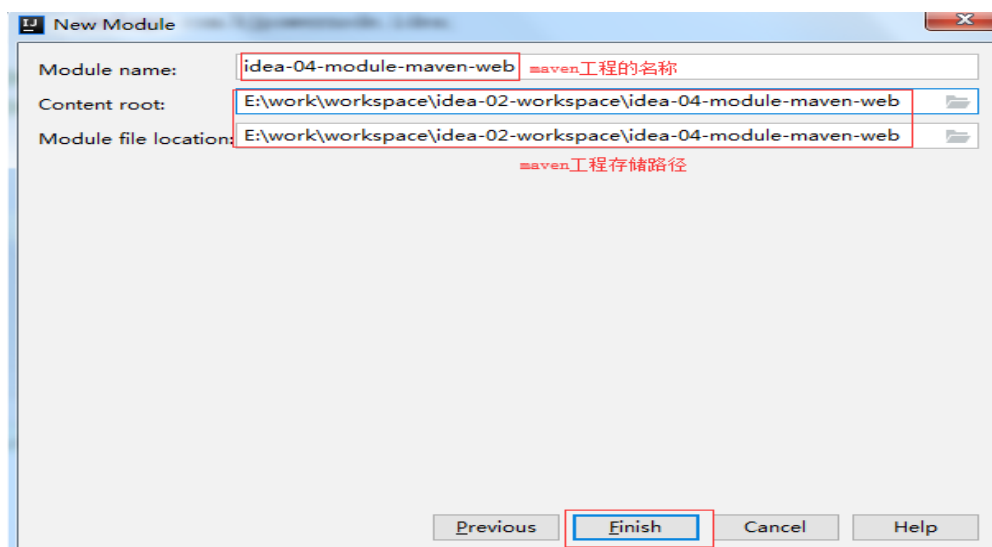 New Module
Module name: idea-04-module-maven-web maven工程的名称
Content root: E:\work\workspace\idea-02-workspace\idea-04-module-maven-web
Module file location: E:\work\workspace\idea-02-workspace\idea-04-module-maven-web
maven工程存储路径
Previous Finish Cancel Help